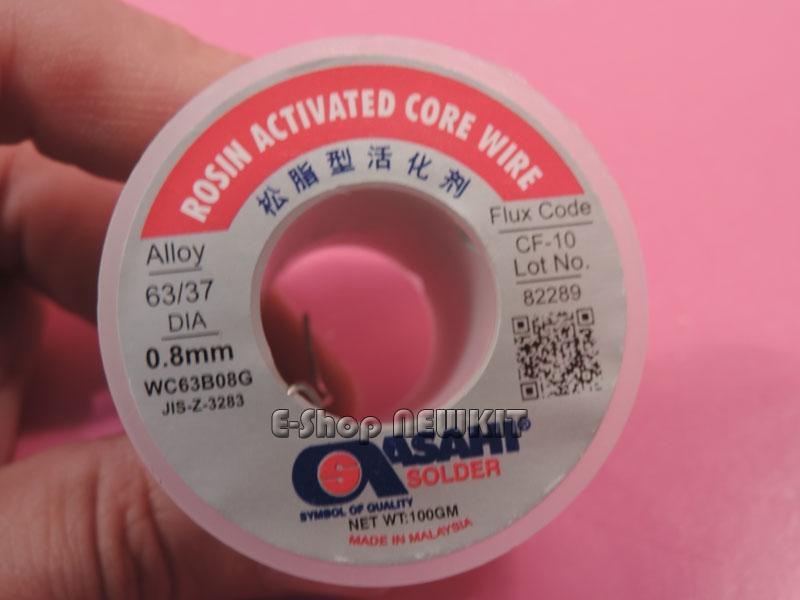 ROSIN ACTIVATED CORE WIRE
松脂型活化剂
Alloy
63/37
DIA
0.8mm
WC63B08G
JIS-Z-3283
Flux Code
CF-10
Lot No.
82289
E-Shop NEWKIT
ASAHI®
SOLDER
SYMBOL OF QUALITY
NET WT:100GM
MADE IN MALAYSIA